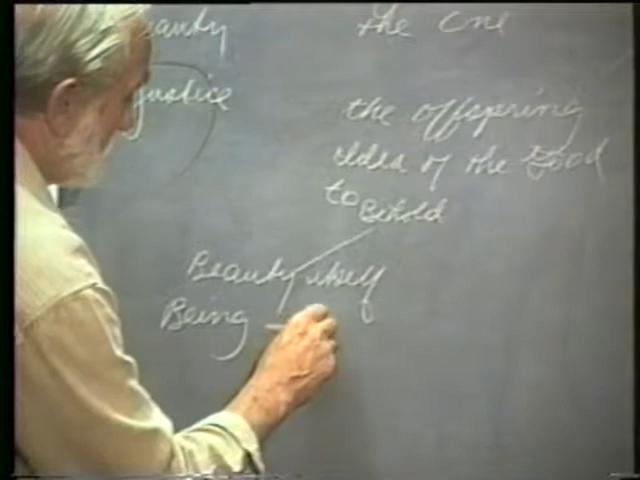 Beauty the One
Justice
the offspring
Idea of the Good
to Behold
Beauty itself
Being